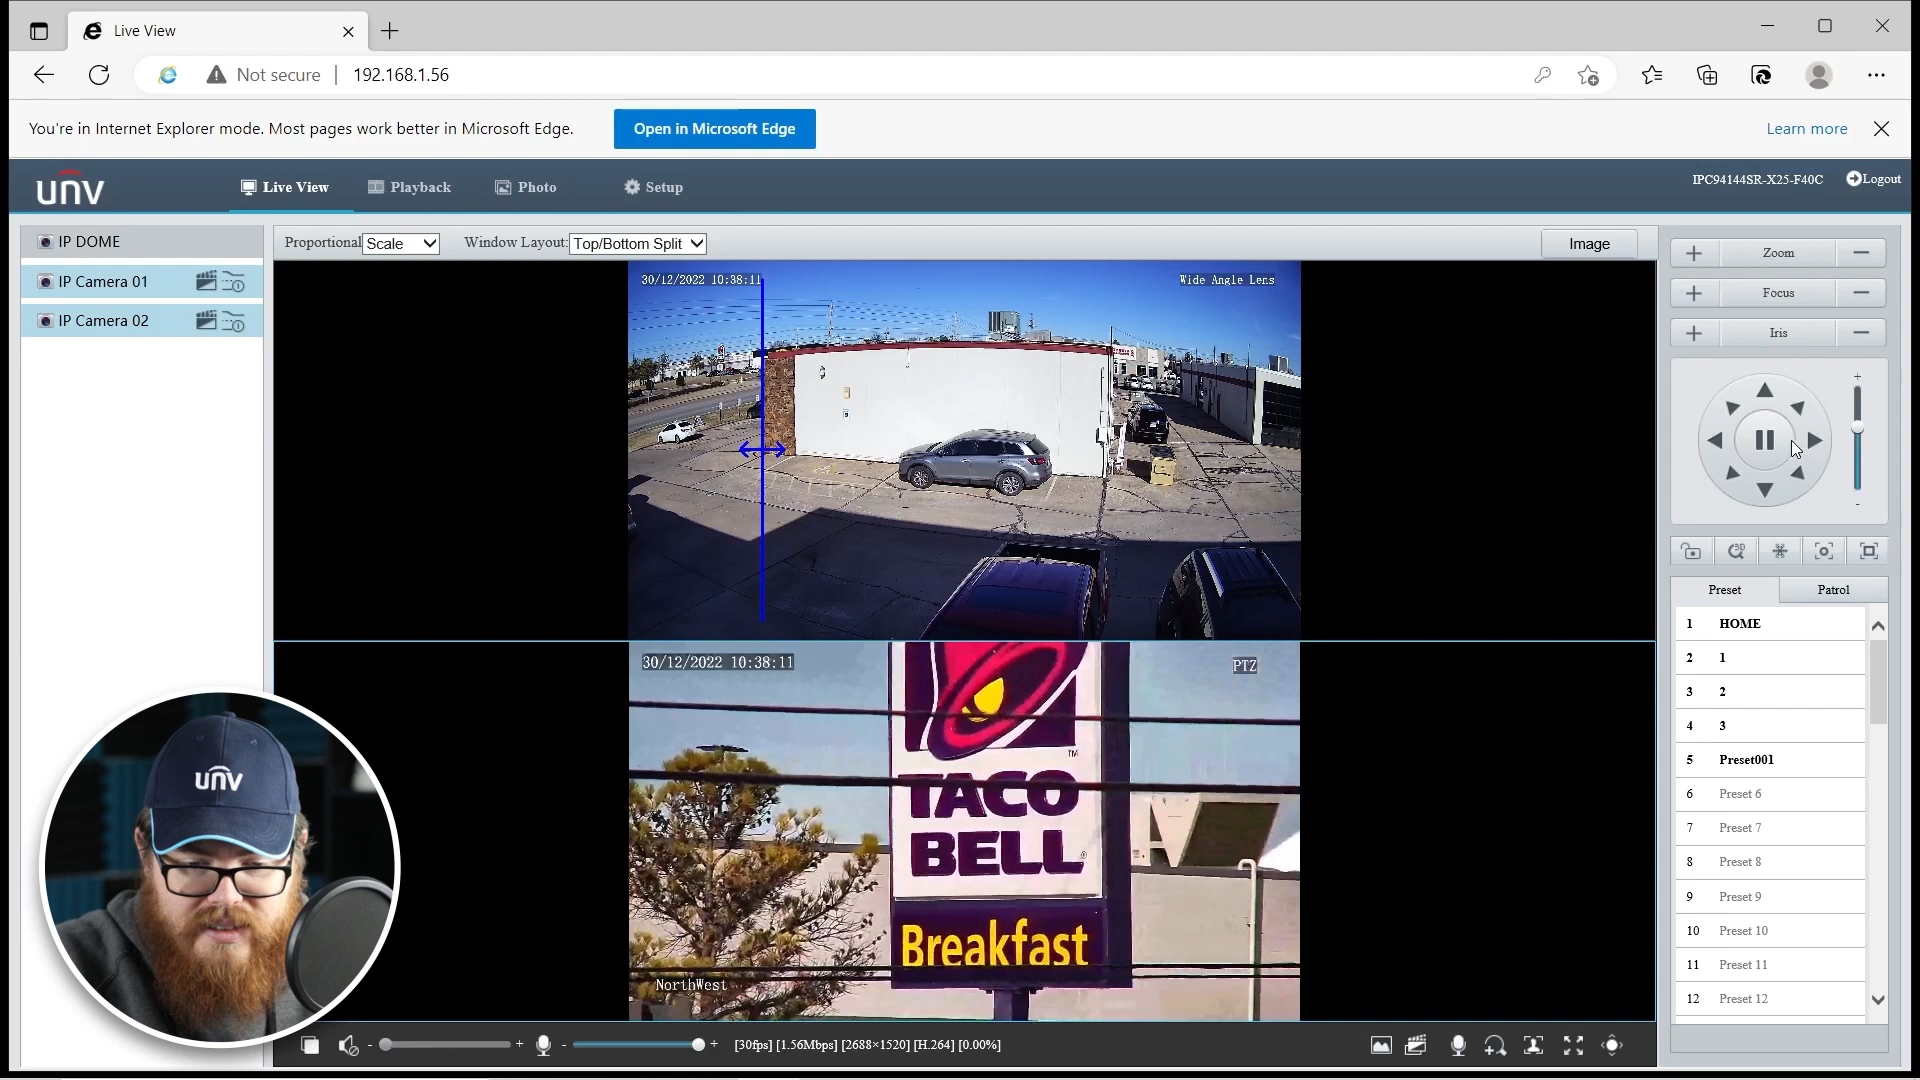 Live View
Not secure
192.168.1.56
You're in Internet Explorer mode. Most pages work better in Microsoft Edge.
Open in Microsoft Edge
Learn more
unv
Live View
Playback
Photo
Setup
IPC94144SR-X25-F40C
Logout
IP DOME
IP Camera 01
IP Camera 02
Proportional
Scale
Window Layout:
Top/Bottom Split
Image
30/12/2022 10:38:11
Wide Angle Lens
30/12/2022 10:38:11
PTZ
TM
TACO
BELL
®
Breakfast
NorthWest
unv
- +
- +
[30fps] [1.56Mbps] [2688×1520] [H.264] [0.00%]
+ Zoom −
+ Focus −
+ Iris −
+
-
3D
Preset
Patrol
1 HOME
2 1
3 2
4 3
5 Preset001
6 Preset 6
7 Preset 7
8 Preset 8
9 Preset 9
10 Preset 10
11 Preset 11
12 Preset 12